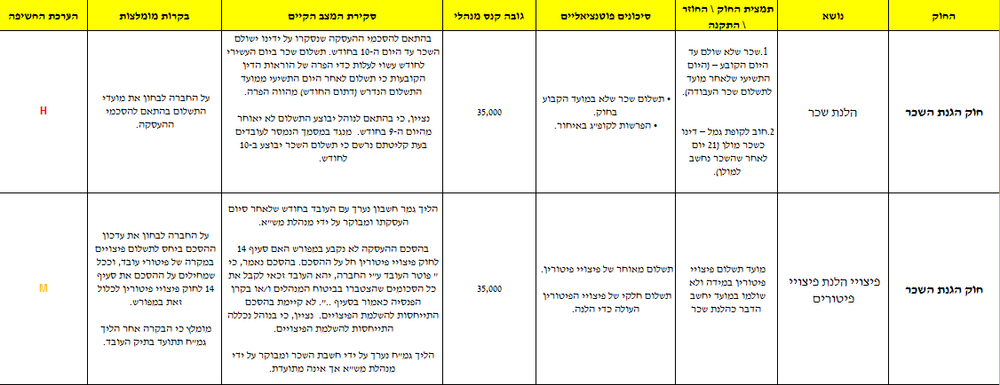 החוק
נושא
תמצית החוק \ החוזר
\ התקנה
סיכונים פוטנציאליים
גובה קנס מנהלי
סקירת המצב הקיים
בקרות מומלצות
הערכת החשיפה
חוק הגנת השכר
הלנת שכר
1.שכר שלא שולם עד
היום הקובע – (היום
התשיעי שלאחר מועד
לתשלום שכר העבודה).
2.חוב לקופת גמל – דינו
כשכר מולן (21 יום
לאחר שהשכר נחשב
למולן).
• תשלום שכר שלא במועד הקבוע
בחוק.
• הפרשות לקופ״ג באיחור.
35,000
בהתאם להסכמי ההעסקה שנסקרו על ידינו ישולם
השכר עד היום ה-10 בחודש. תשלום שכר ביום העשירי
לחודש עשוי לעלות כדי הפרה של הוראות הדין
הקובעות כי תשלום לאחר היום התשיעי ממועד
התשלום הנדרש (דתום החודש) מהווה הפרה.
נציין, כי בהתאם לנוהל יבוצע התשלום לא יאוחר
מהיום ה-9 בחודש.  מנגד במסמך הנמסר לעובדים
בעת קליטתם נרשם כי תשלום השכר יבוצע ב-10
לחודש.
על החברה לבחון את מועדי
התשלום בהתאם להסכמי
ההעסקה.
H
חוק הגנת השכר
פיצויי הלנת פיצויי
פיטורים
מועד תשלום פיצויי
פיטורין במידה ולא
שולמו במועד יחשב
הדבר כהלנת שכר
תשלום מאוחר של פיצויי פיטורין.
תשלום חלקי של פיצויי הפיטורין
העולה כדי הלנה.
35,000
הליך גמר חשבון נערך עם העובד בחודש שלאחר סיום
העסקתו ומבוקר על ידי מנהלת מש״א.
בהסכם ההעסקה לא נקבע במפורש האם סעיף 14
לחוק פיצויי פיטורין חל על ההסכם. בהסכם נאמר, כי
״ פוטר העובד ע״י החברה, יהא העובד זכאי לקבל את
כל הסכומים שהצטברו בביטוח המנהלים ו/או בקרן
הפנסיה כאמור בסעיף ..״. לא קיימת בהסכם
התייחסות להשלמת הפיצויים.  נציין, כי בנוהל נכללה
התייחסות להשלמת הפיצויים.
הליך גמ״ח נערך על ידי חשבת השכר ומבוקר על ידי
מנהלת מש״א אך אינה מתועדת.
על החברה לבחון את עדכון
ההסכם ביחס לתשלום פיצויים
במקרה של פיטורי עובד, וככל
שמחילים על ההסכם את סעיף
14 לחוק פיצויי פיטורין לכלול
זאת במפורש.
מומלץ כי הבקרה אחר הליך
גמ״ח תתועד בתיק העובד.
M